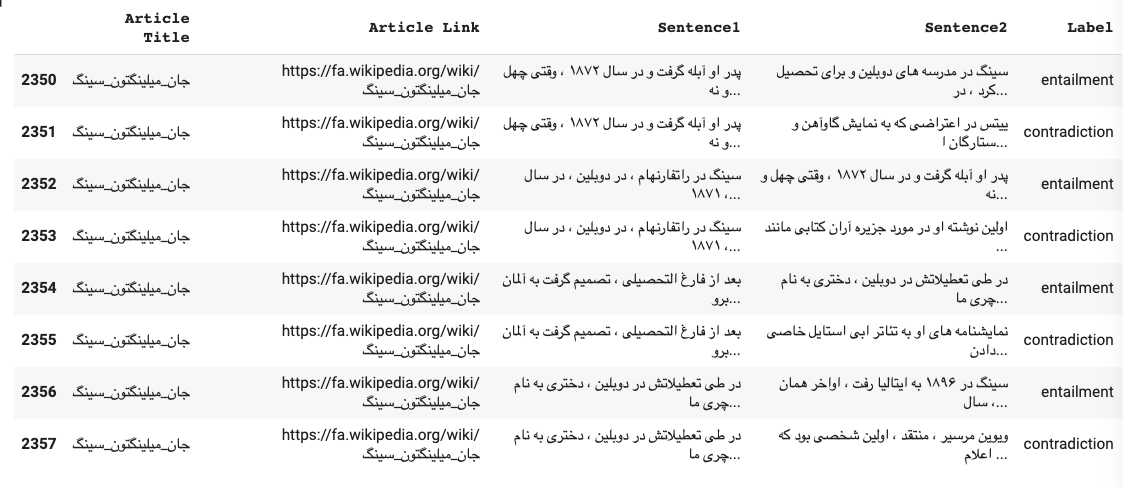 Article Title
Article Link
Sentence1
Sentence2
Label
2350
جان_میلینگتون_سینگ
https://fa.wikipedia.org/wiki/
جان_میلینگتون_سینگ
پدر او آبله گرفت و در سال ۱۸۷۲ ، وقتی چهل
و نه...
سینگ در مدرسه های دوبلین و برای تحصیل
کرد ، در...
entailment
2351
جان_میلینگتون_سینگ
https://fa.wikipedia.org/wiki/
جان_میلینگتون_سینگ
پدر او آبله گرفت و در سال ۱۸۷۲ ، وقتی چهل
و نه...
ییتس در اعتراضی که به نمایش گاوآهن و
ستارگان ا...
contradiction
2352
جان_میلینگتون_سینگ
https://fa.wikipedia.org/wiki/
جان_میلینگتون_سینگ
سینگ در راتفارنهام ، در دوبلین ، در سال
۱۸۷۱ ،...
پدر او آبله گرفت و در سال ۱۸۷۲ ، وقتی چهل و
نه...
entailment
2353
جان_میلینگتون_سینگ
https://fa.wikipedia.org/wiki/
جان_میلینگتون_سینگ
سینگ در راتفارنهام ، در دوبلین ، در سال
۱۸۷۱ ،...
اولین نوشته او در مورد جزیره آران کتابی مانند
...
contradiction
2354
جان_میلینگتون_سینگ
https://fa.wikipedia.org/wiki/
جان_میلینگتون_سینگ
بعد از فارغ التحصیلی ، تصمیم گرفت به آلمان
برو...
در طی تعطیلاتش در دوبلین ، دختری به نام
چری ما...
entailment
2355
جان_میلینگتون_سینگ
https://fa.wikipedia.org/wiki/
جان_میلینگتون_سینگ
بعد از فارغ التحصیلی ، تصمیم گرفت به آلمان
برو...
نمایشنامه های او به تئاتر ابی استایل خاصی
دادن...
contradiction
2356
جان_میلینگتون_سینگ
https://fa.wikipedia.org/wiki/
جان_میلینگتون_سینگ
در طی تعطیلاتش در دوبلین ، دختری به نام
چری ما...
سینگ در ۱۸۹۶ به ایتالیا رفت ، اواخر همان
سال ،...
entailment
2357
جان_میلینگتون_سینگ
https://fa.wikipedia.org/wiki/
جان_میلینگتون_سینگ
در طی تعطیلاتش در دوبلین ، دختری به نام
چری ما...
ویوین مرسیر ، منتقد ، اولین شخصی بود که
اعلام ...
contradiction